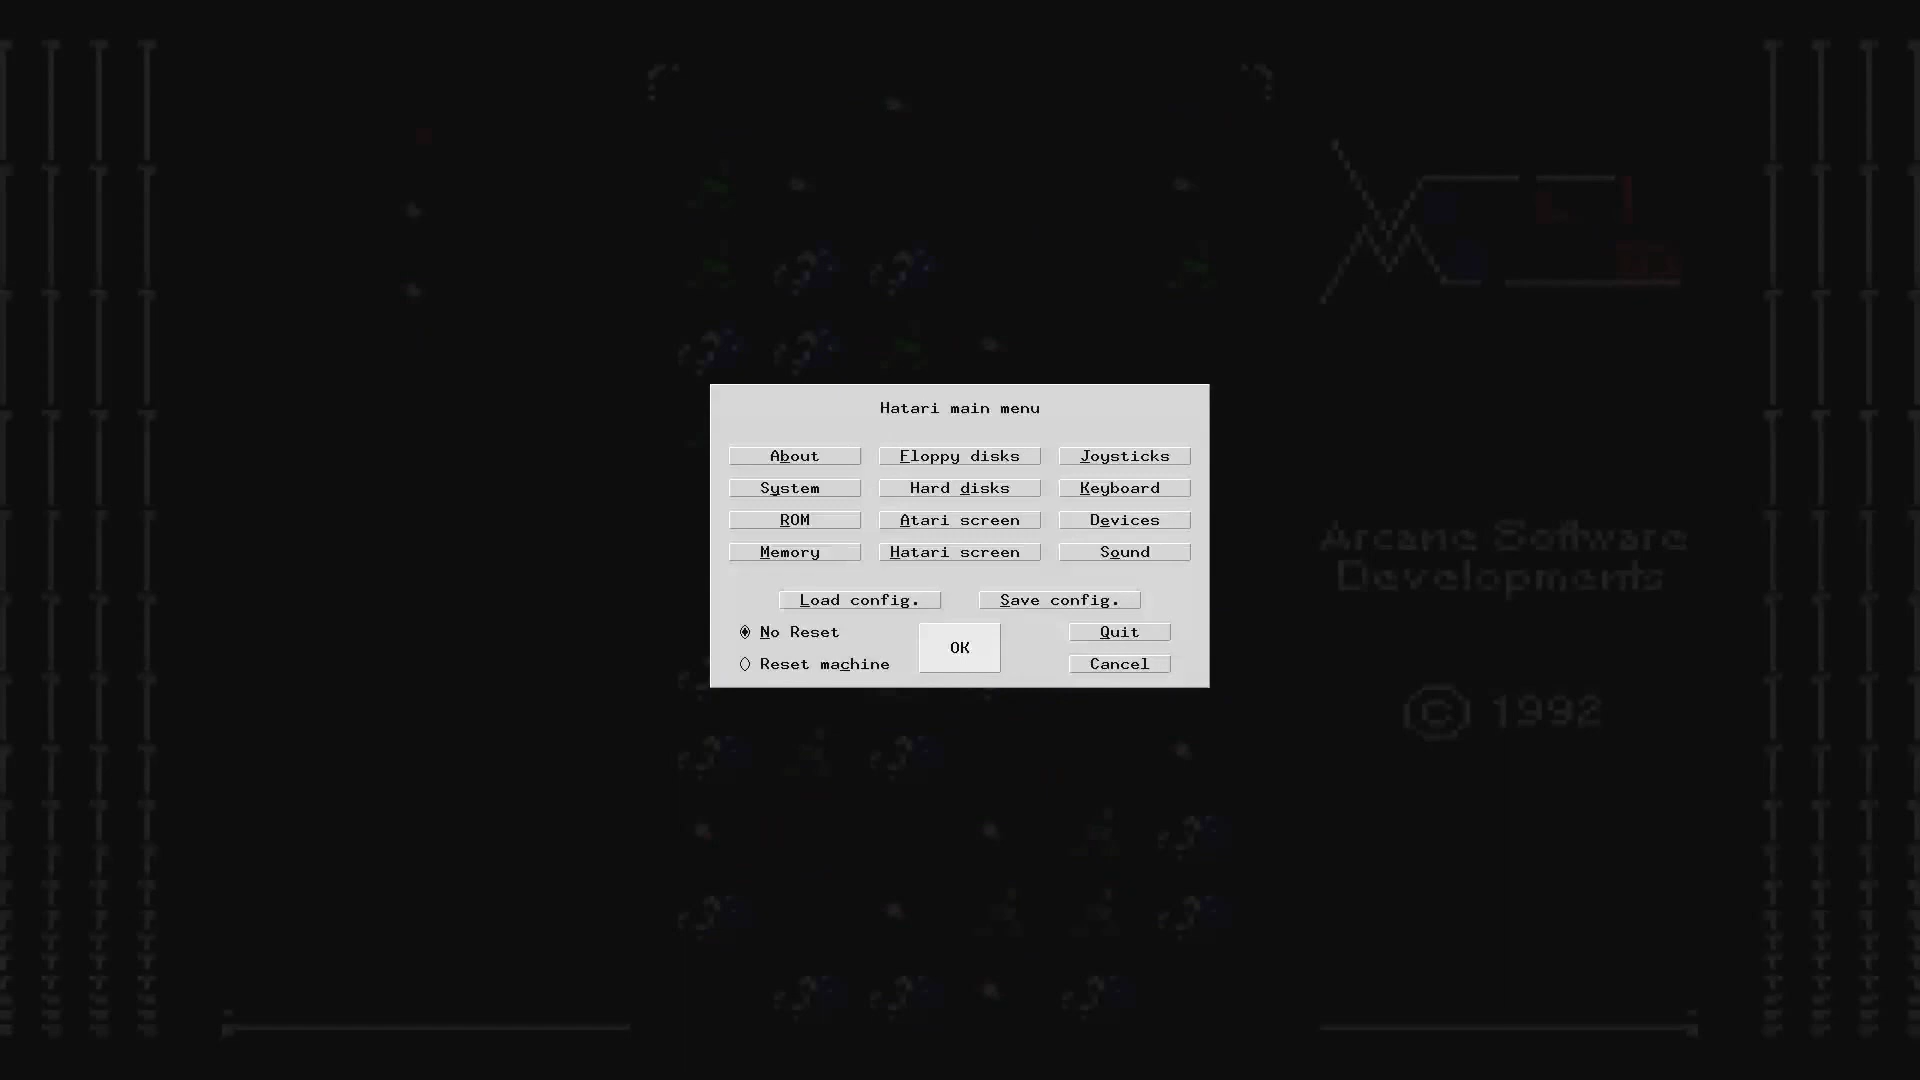 Hatari main menu
About Floppy disks Joysticks
System Hard disks Keyboard
ROM Atari screen Devices
Memory Hatari screen Sound
Load config. Save config.
No Reset OK Quit
Reset machine Cancel
Arcane Software
Developments
© 1992